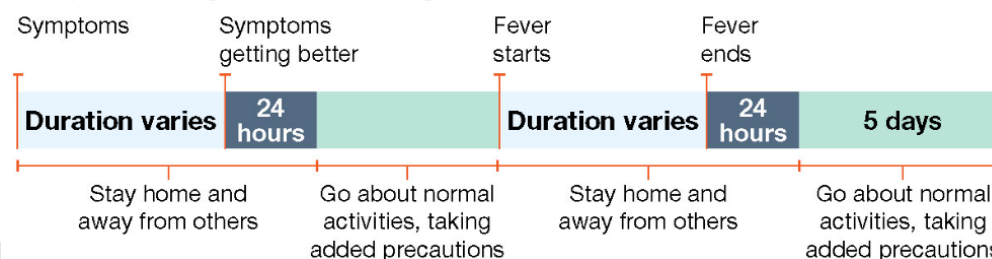 Symptoms
Symptoms
getting better
Fever
starts
Fever
ends
Duration varies
24
hours
Duration varies
24
hours
5 days
Stay home and
away from others
Go about normal
activities, taking
added precautions
Stay home and
away from others
Go about normal
activities, taking
added precautions